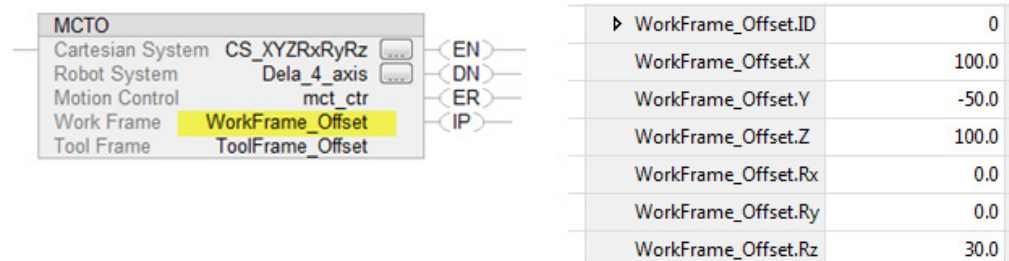 MCTO
Cartesian System CS_XYZRxRyRz ... EN
Robot System Dela_4_axis ... DN
Motion Control mct_ctr ER
Work Frame WorkFrame_Offset IP
Tool Frame ToolFrame_Offset
WorkFrame_Offset.ID 0
WorkFrame_Offset.X 100.0
WorkFrame_Offset.Y -50.0
WorkFrame_Offset.Z 100.0
WorkFrame_Offset.Rx 0.0
WorkFrame_Offset.Ry 0.0
WorkFrame_Offset.Rz 30.0